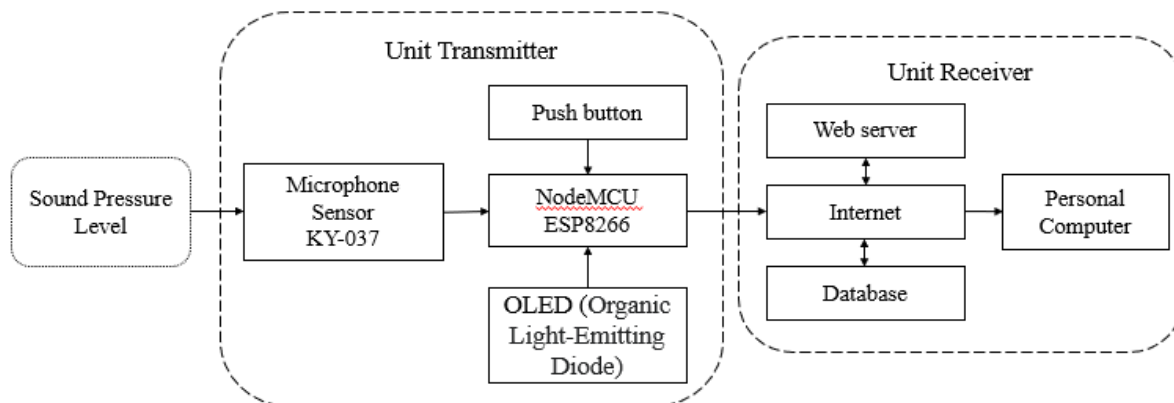 Unit Transmitter
Unit Receiver
Push button
Web server
Sound Pressure
Level
Microphone
Sensor
KY-037
NodeMCU
ESP8266
Internet
Personal
Computer
OLED (Organic
Light-Emitting
Diode)
Database